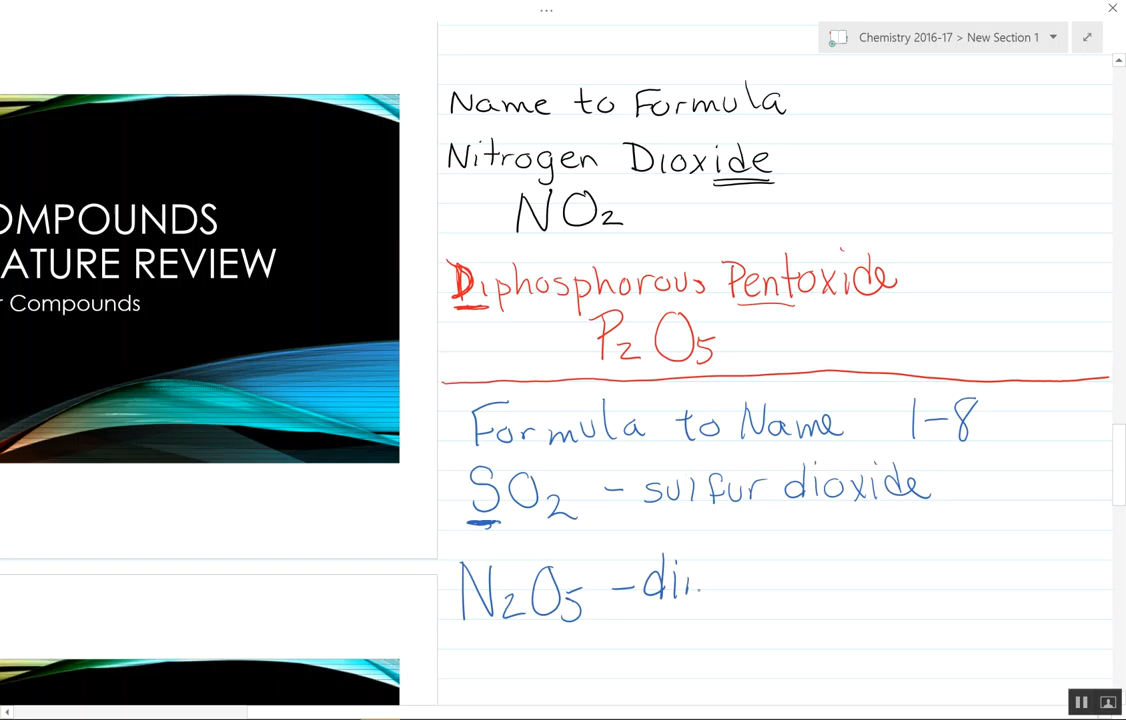 Chemistry 2016-17 > New Section 1
OMPOUNDS
ATURE REVIEW
r Compounds
Name to Formula
Nitrogen Dioxide
NO2
Diphosphorous Pentoxide
P2O5
Formula to Name 1-8
SO2 - sulfur dioxide
N2O5 -di